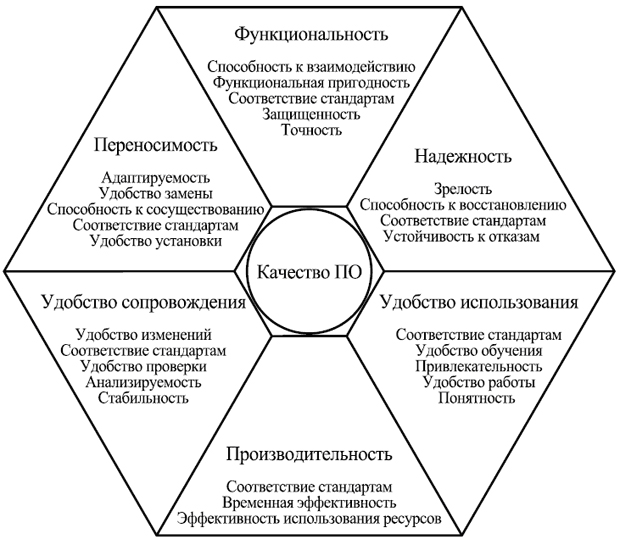 Функциональность
Способность к взаимодействию
Функциональная пригодность
Соответствие стандартам
Защищенность
Точность
Переносимость
Адаптируемость
Удобство замены
Способность к сосуществованию
Соответствие стандартам
Удобство установки
Надежность
Зрелость
Способность к восстановлению
Соответствие стандартам
Устойчивость к отказам
Качество ПО
Удобство сопровождения
Удобство изменений
Соответствие стандартам
Удобство проверки
Анализируемость
Стабильность
Удобство использования
Соответствие стандартам
Удобство обучения
Привлекательность
Удобство работы
Понятность
Производительность
Соответствие стандартам
Временная эффективность
Эффективность использования ресурсов